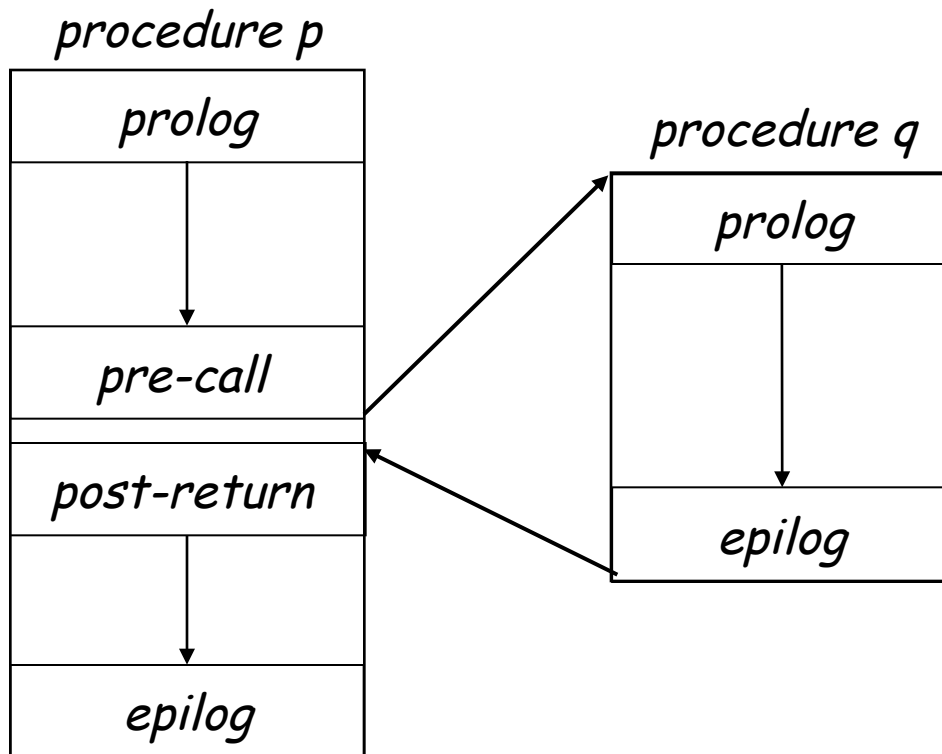 procedure p
prolog
pre-call
post-return
epilog
procedure q
prolog
epilog